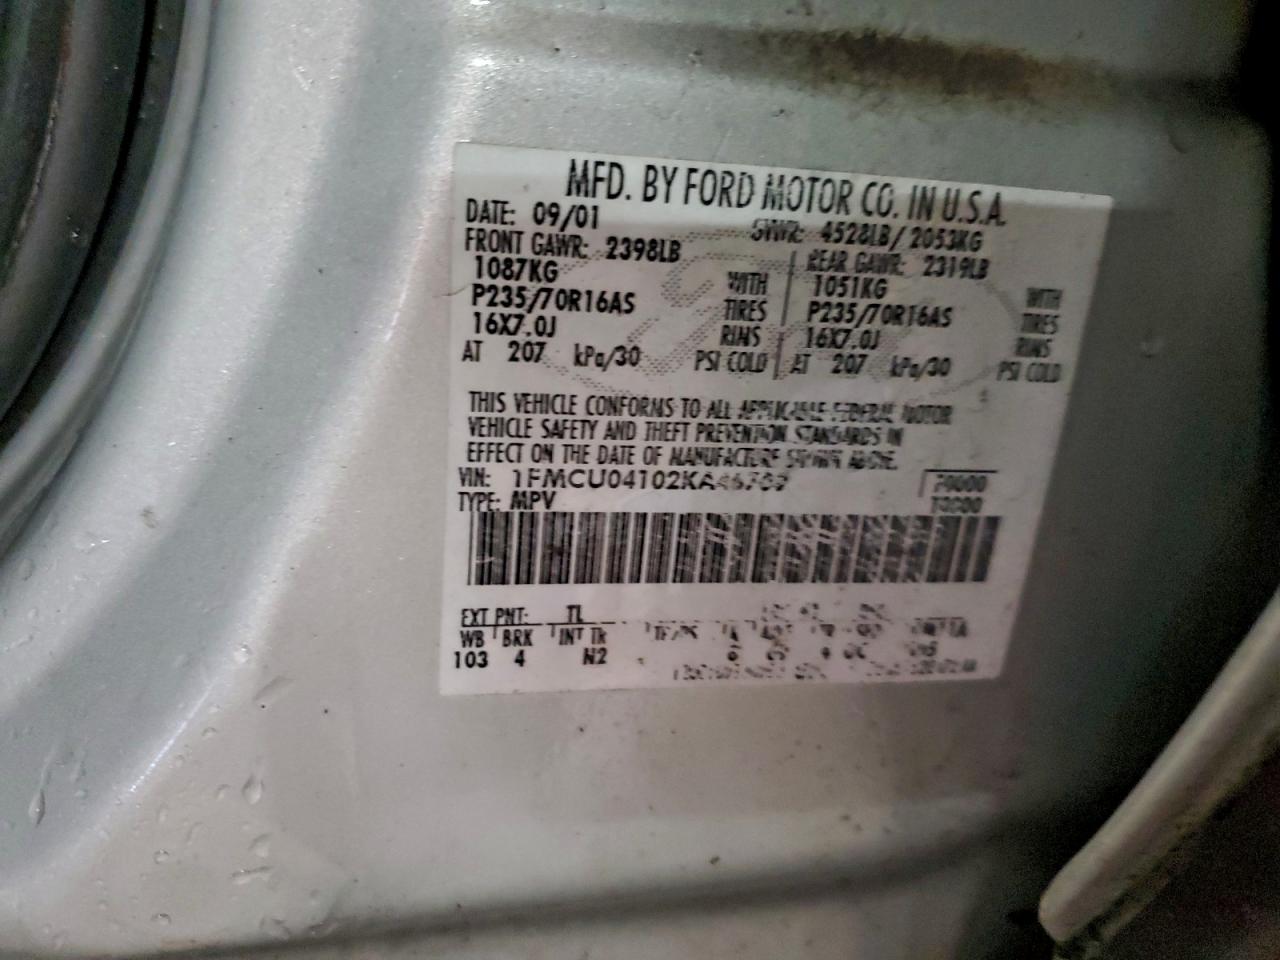 MFD. BY FORD MOTOR CO. IN U.S.A.
DATE: 09/01 GVWR: 4528LB/ 2053KG
FRONT GAWR: 2398LB REAR GAWR: 2319LB
1087KG WITH 1051KG WITH
P235/70R16AS TIRES P235/70R16AS TIRES
16X7.0J RIMS 16X7.0J RIMS
AT 207 kPa/30 PSI COLD AT 207 kPa/30 PSI COLD
THIS VEHICLE CONFORMS TO ALL APPLICABLE FEDERAL MOTOR
VEHICLE SAFETY AND THEFT PREVENTION STANDARDS IN
EFFECT ON THE DATE OF MANUFACTURE SHOWN ABOVE.
VIN:
TYPE: MPV
EXT PNT: TL
WB BRK INT TR
103 4 N2